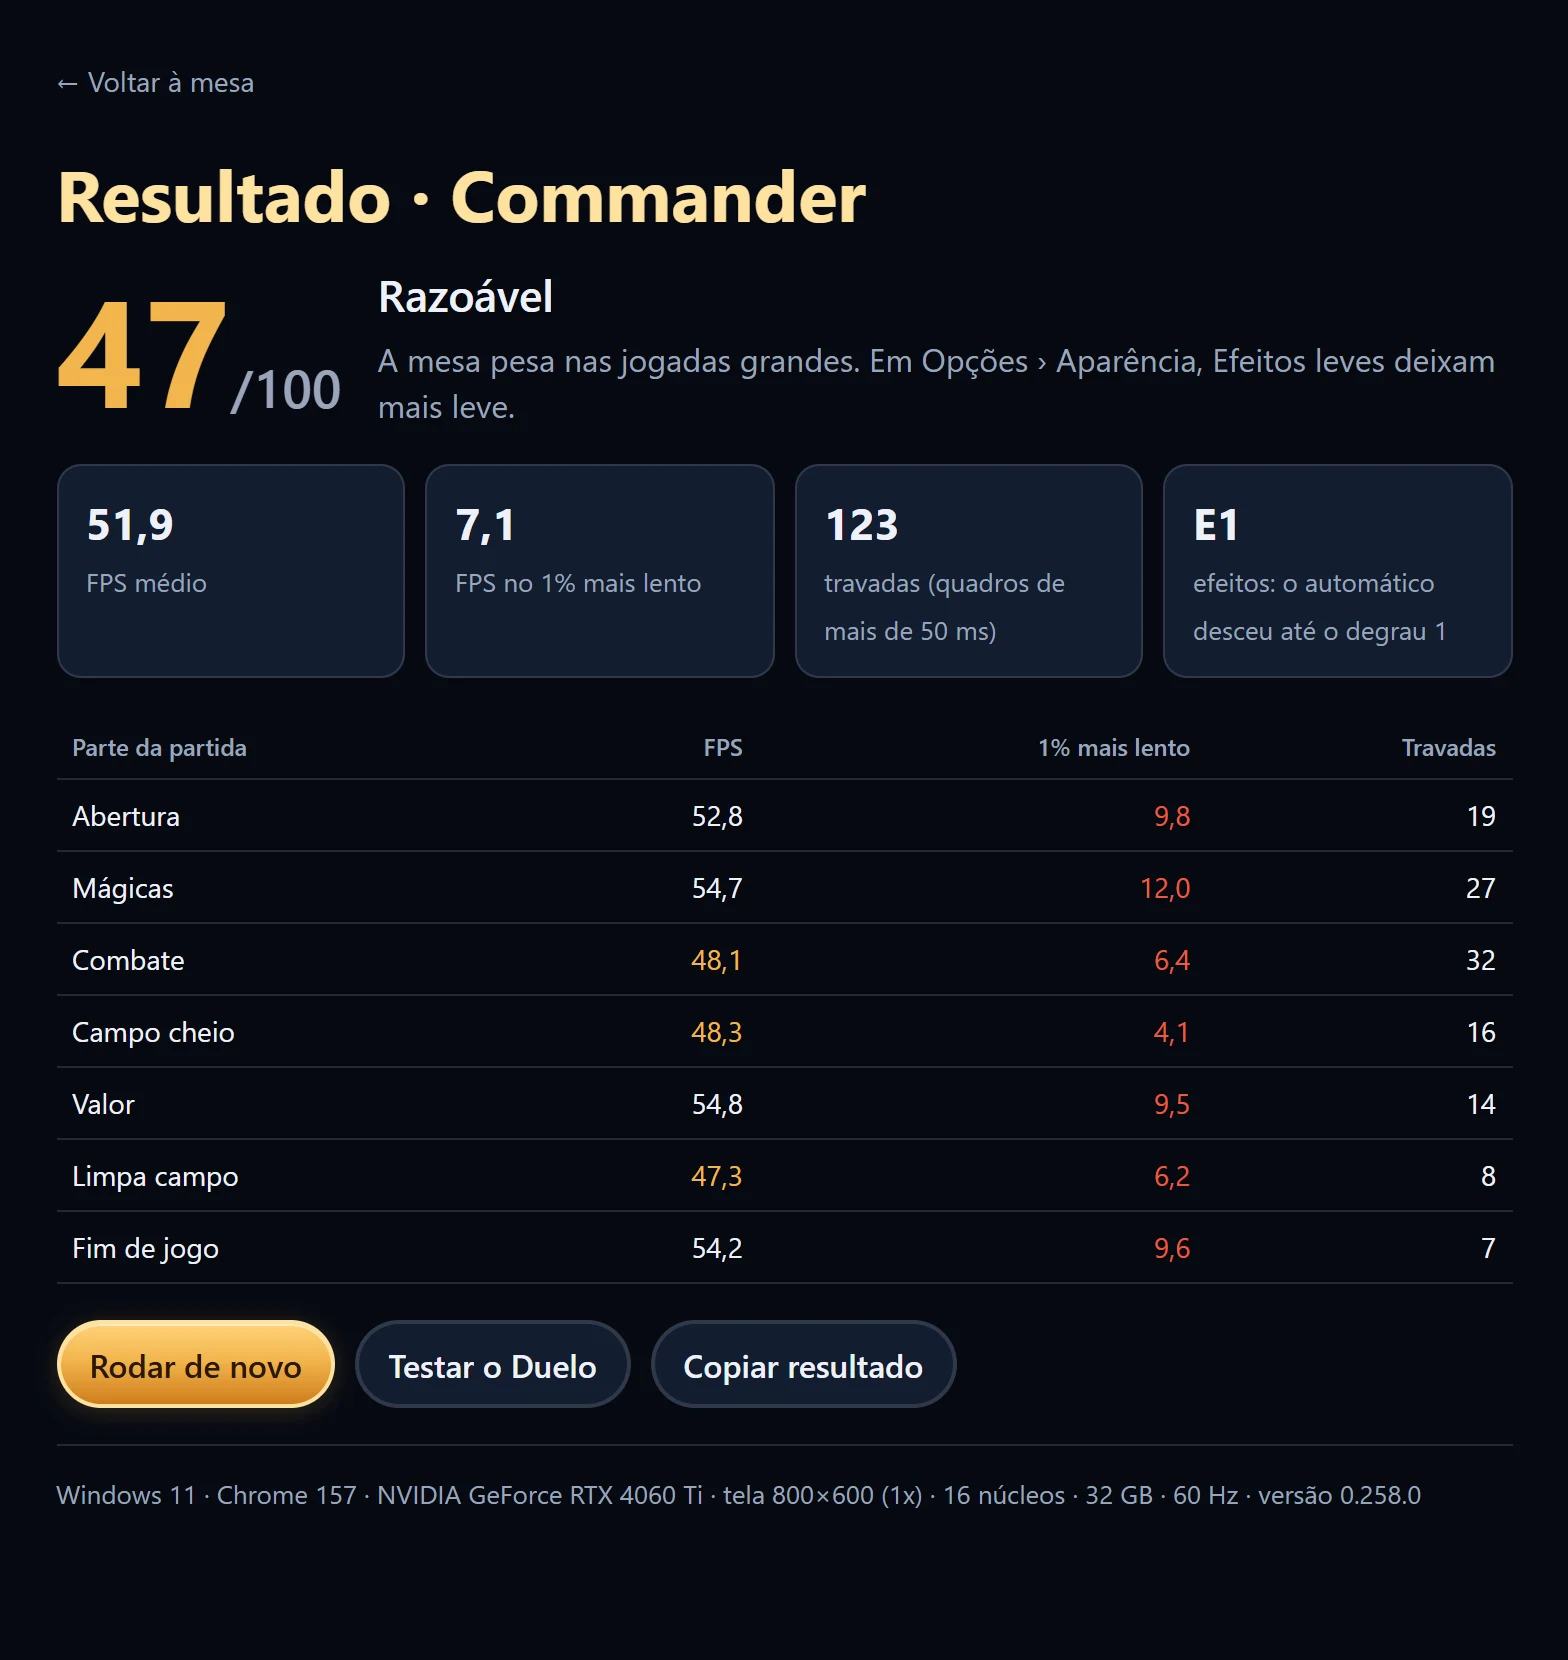 ← Voltar à mesa
Resultado · Commander
47/100
Razoável
A mesa pesa nas jogadas grandes. Em Opções › Aparência, Efeitos leves deixam
mais leve.
51,9
FPS médio
7,1
FPS no 1% mais lento
123
travadas (quadros de
mais de 50 ms)
E1
efeitos: o automático
desceu até o degrau 1
Parte da partida FPS 1% mais lento Travadas
Abertura 52,8 9,8 19
Mágicas 54,7 12,0 27
Combate 48,1 6,4 32
Campo cheio 48,3 4,1 16
Valor 54,8 9,5 14
Limpa campo 47,3 6,2 8
Fim de jogo 54,2 9,6 7
Rodar de novo Testar o Duelo Copiar resultado
Windows 11 · Chrome 157 · NVIDIA GeForce RTX 4060 Ti · tela 800×600 (1x) · 16 núcleos · 32 GB · 60 Hz · versão 0.258.0